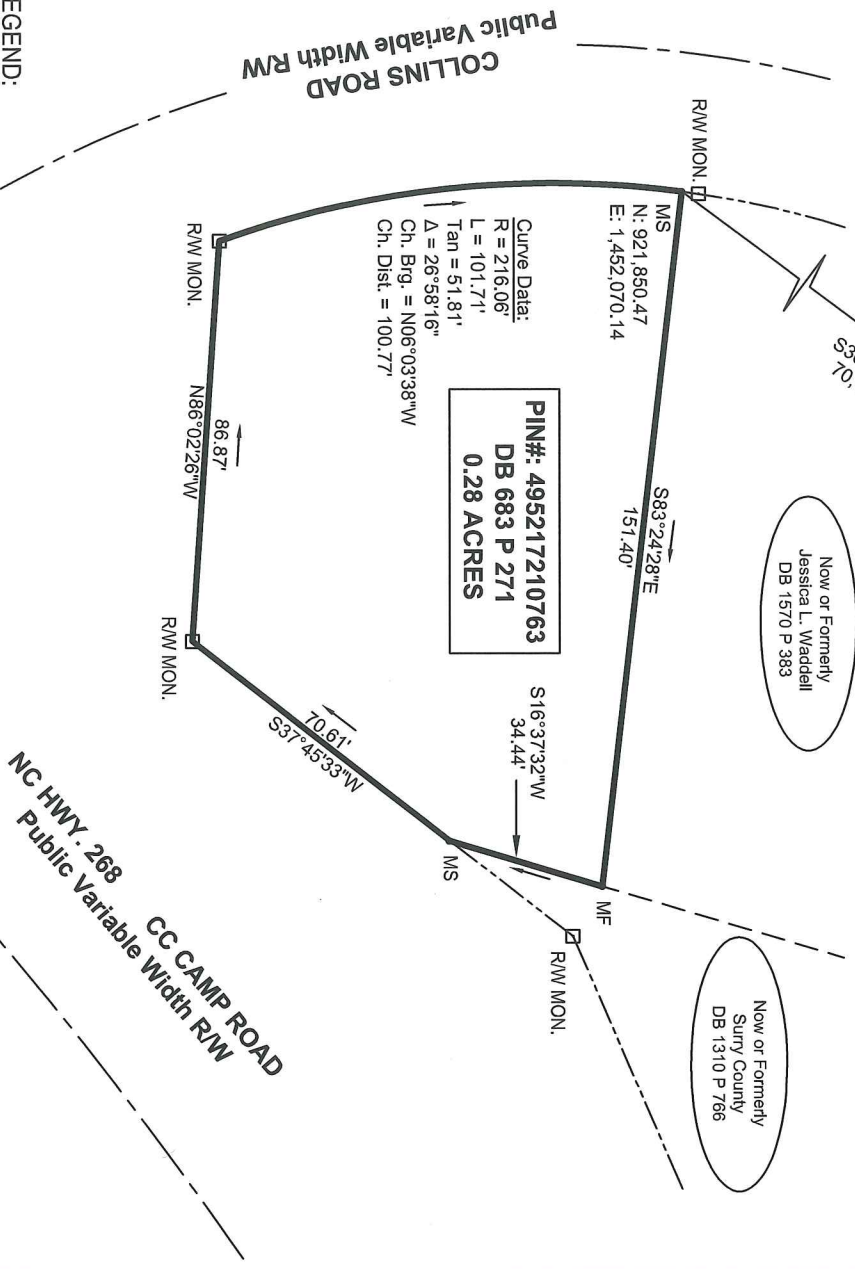 EGEND:
COLLINS ROAD
Public Variable Width R/W
R/W MON.
MS
N: 921,850.47
E: 1,452,070.14
Curve Data:
R = 216.06'
L = 101.71'
Tan = 51.81'
Δ = 26°58'16"
Ch. Brg. = N06°03'38"W
Ch. Dist. = 100.77'
R/W MON.
86.87'
N86°02'26"W
R/W MON.
PIN#: 495217210763
DB 683 P 271
0.28 ACRES
S83°24'28"E
151.40'
70,
Now or Formerly
Jessica L. Waddell
DB 1570 P 383
S16°37'32"W
34.44'
70.61'
S37°45'33"W
MS
MF
R/W MON.
Now or Formerly
Surry County
DB 1310 P 766
NC HWY. 268 CC CAMP ROAD
Public Variable Width R/W